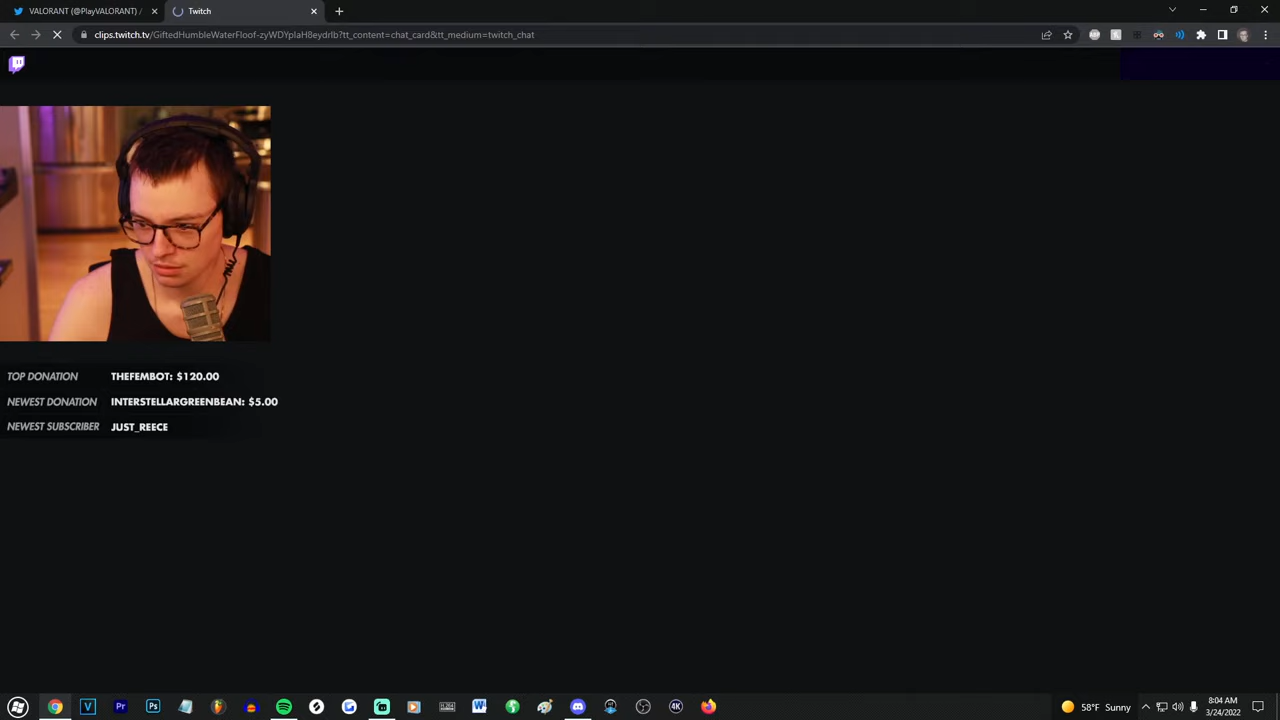 VALORANT (@PlayVALORANT) /
Twitch
clips.twitch.tv/GiftedHumbleWaterFloof-zyWDYpIaH8eydrlb?tt_content=chat_card&tt_medium=twitch_chat
TOP DONATION THEFEMBOT: $120.00
NEWEST DONATION INTERSTELLARGREENBEAN: $5.00
NEWEST SUBSCRIBER JUST_REECE
58°F Sunny
8:04 AM
3/24/2022